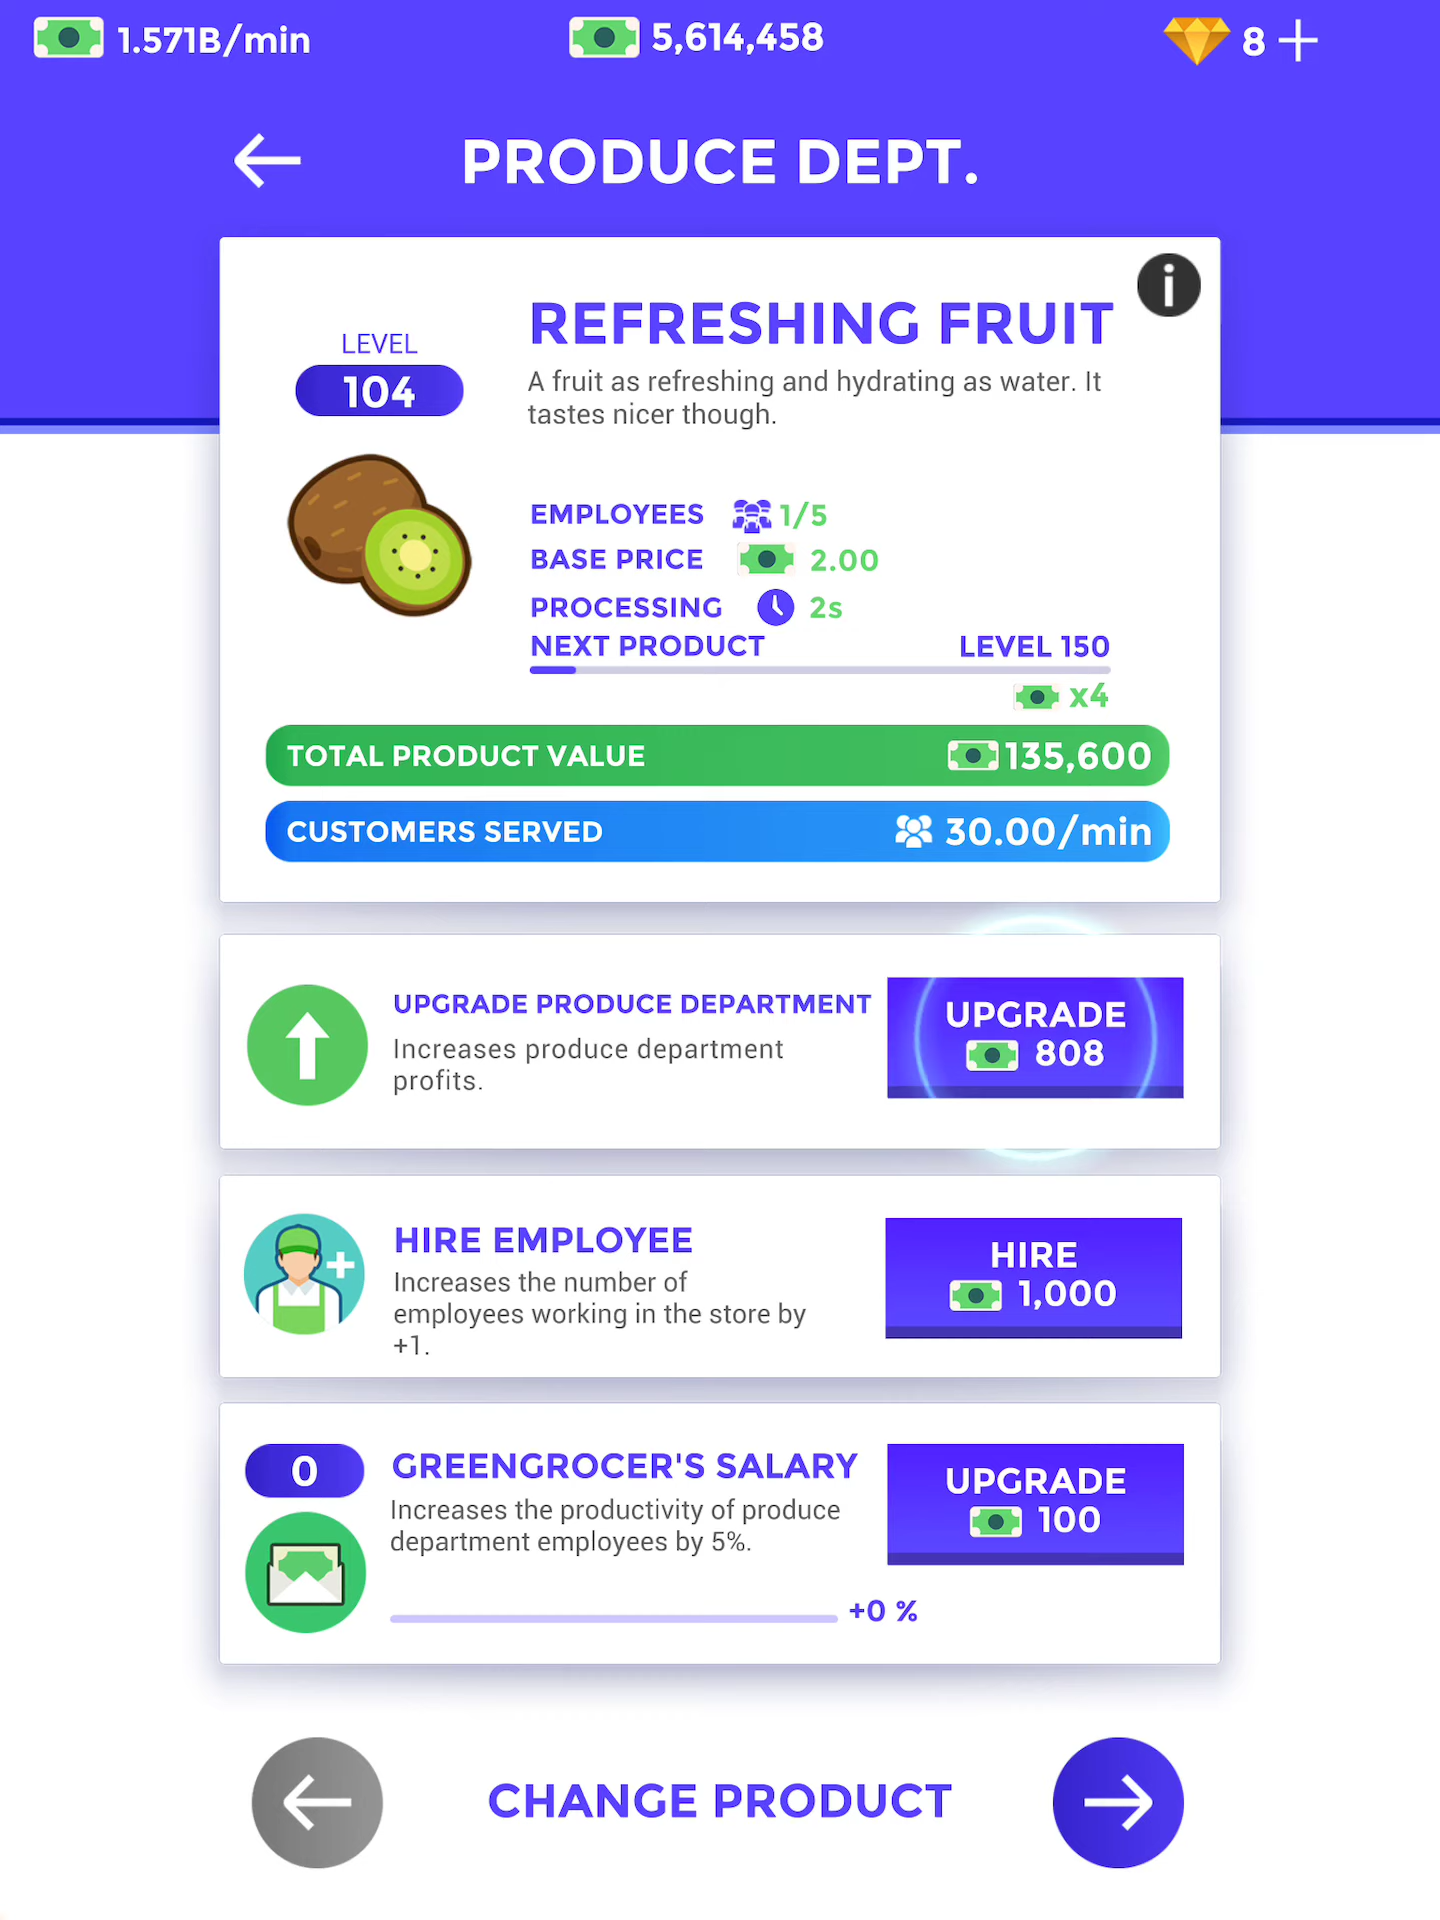 1.571B/min
5,614,458
8
PRODUCE DEPT.
i
REFRESHING FRUIT
LEVEL
104
A fruit as refreshing and hydrating as water. It
tastes nicer though.
EMPLOYEES 1/5
BASE PRICE 2.00
PROCESSING 2s
NEXT PRODUCT LEVEL 150
x4
TOTAL PRODUCT VALUE 135,600
CUSTOMERS SERVED 30.00/min
UPGRADE PRODUCE DEPARTMENT
Increases produce department
profits.
UPGRADE
808
HIRE EMPLOYEE
Increases the number of
employees working in the store by
+1.
HIRE
1,000
0
GREENGROCER'S SALARY
Increases the productivity of produce
department employees by 5%.
+0 %
UPGRADE
100
CHANGE PRODUCT